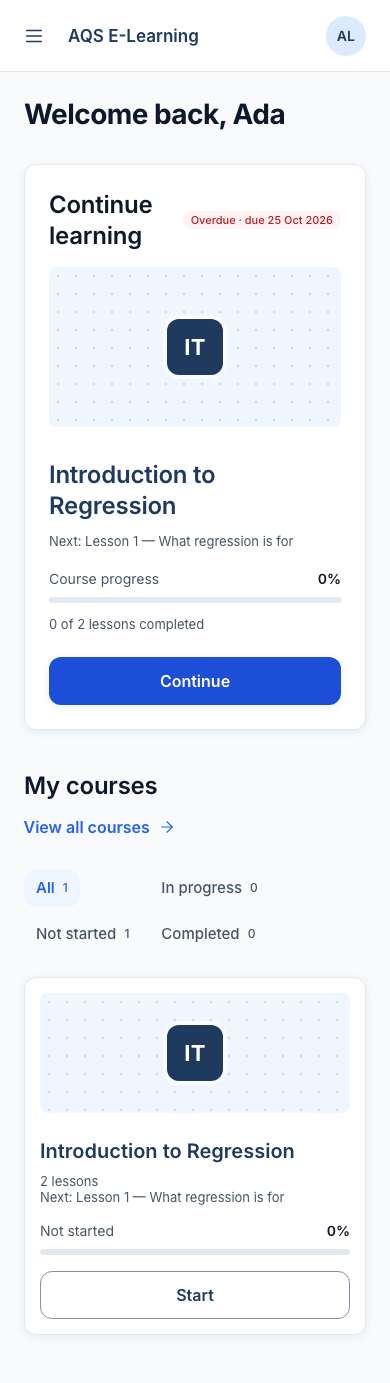 AQS E-Learning
AL
Welcome back, Ada
Continue
learning
Overdue · due 25 Oct 2026
IT
Introduction to
Regression
Next: Lesson 1 — What regression is for
Course progress 0%
0 of 2 lessons completed
Continue
My courses
View all courses →
All 1 In progress 0
Not started 1 Completed 0
IT
Introduction to Regression
2 lessons
Next: Lesson 1 — What regression is for
Not started 0%
Start